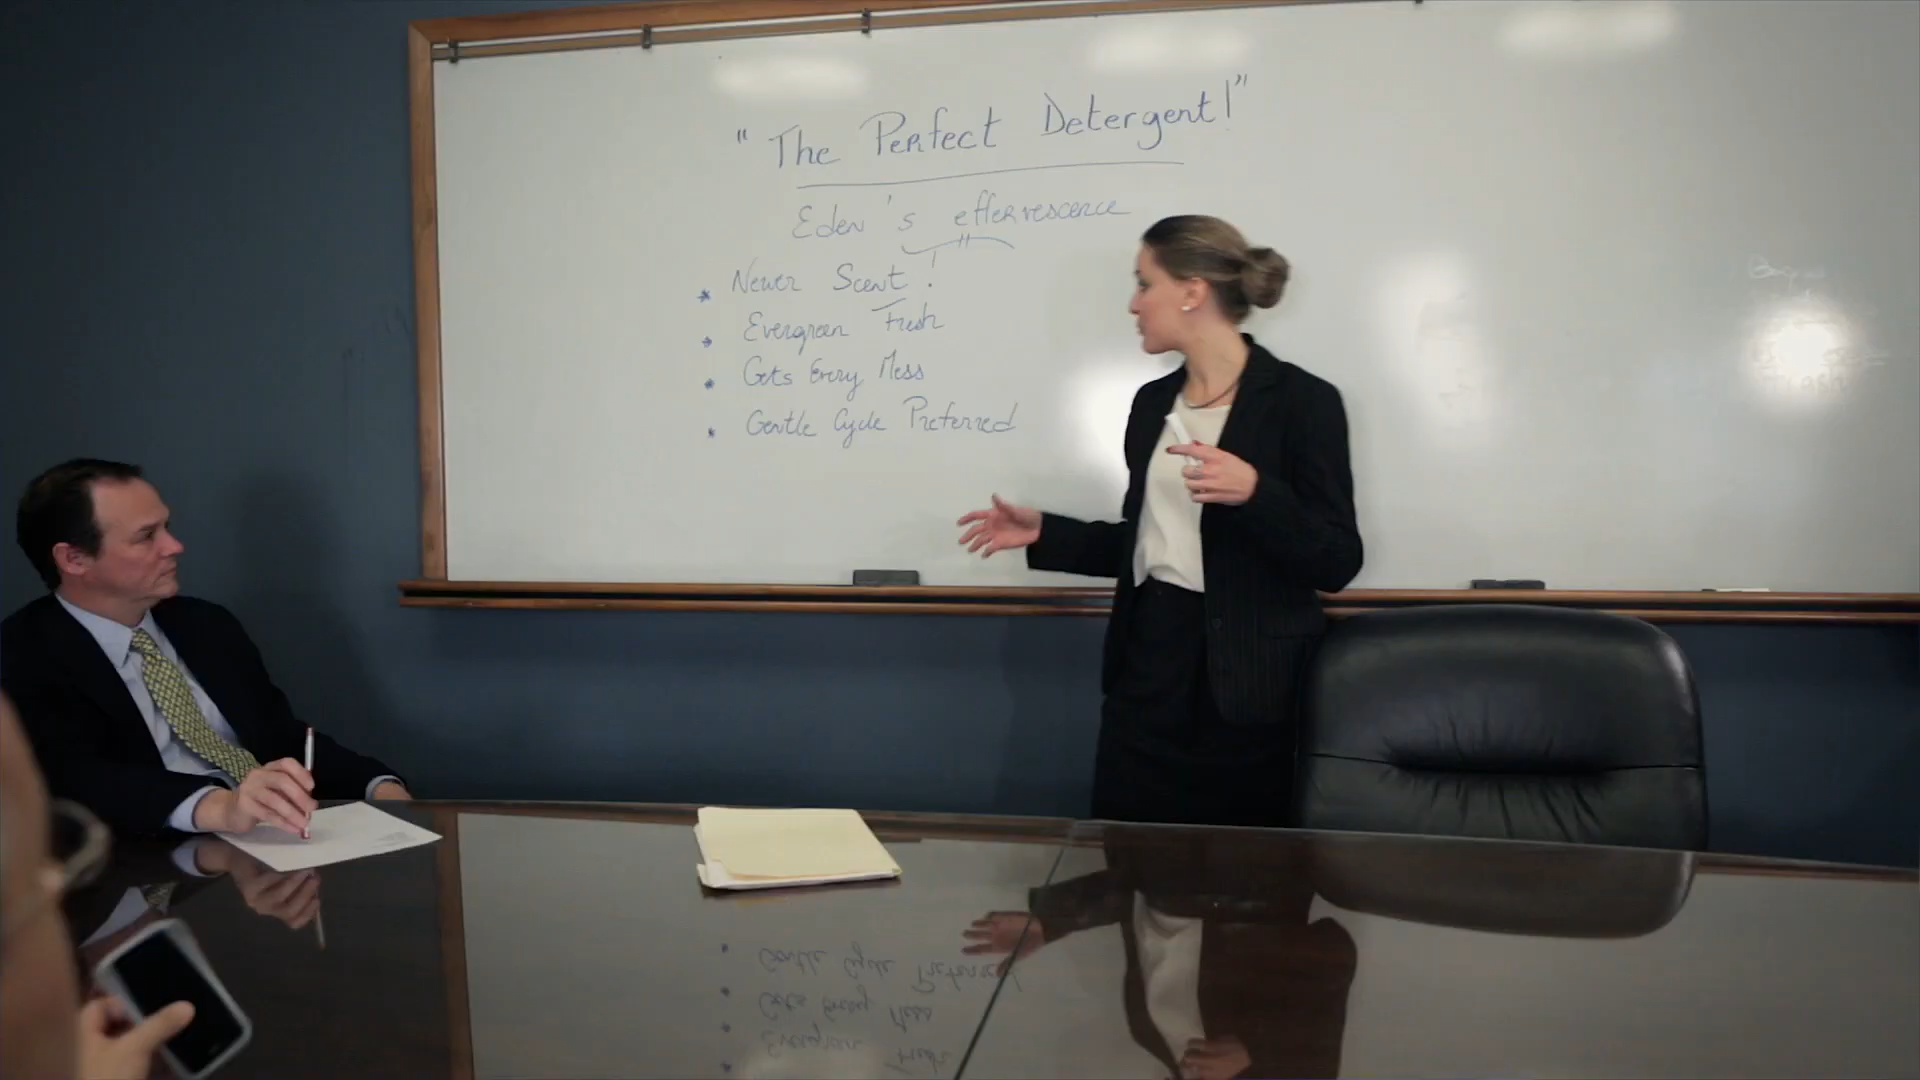 "The Perfect Detergent!"
Eden's effervescence
* Newer Scent!
* Evergreen Fresh
* Gets Every Mess
* Gentle Cycle Preferred